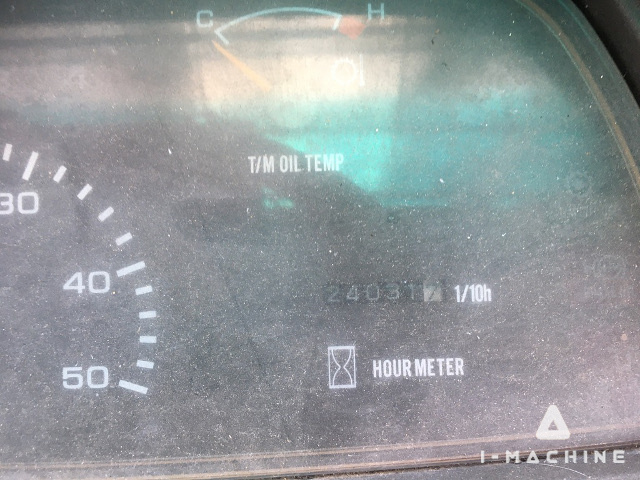 C H
T/M OIL TEMP
30
40
24031 1/10h
50
HOUR METER
I-MACHINE